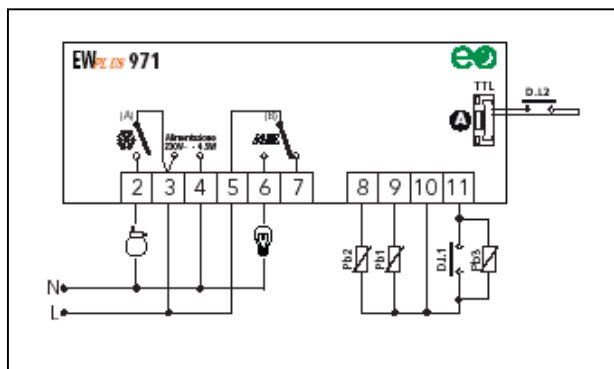 EWPLUS 971
TTL
D.I.2
A
(A)
(B)
Alimentazione
230V~ - 4.5W
2 3 4 5 6 7 8 9 10 11
Pb2
Pb1
D.I.1
Pb3
N
L